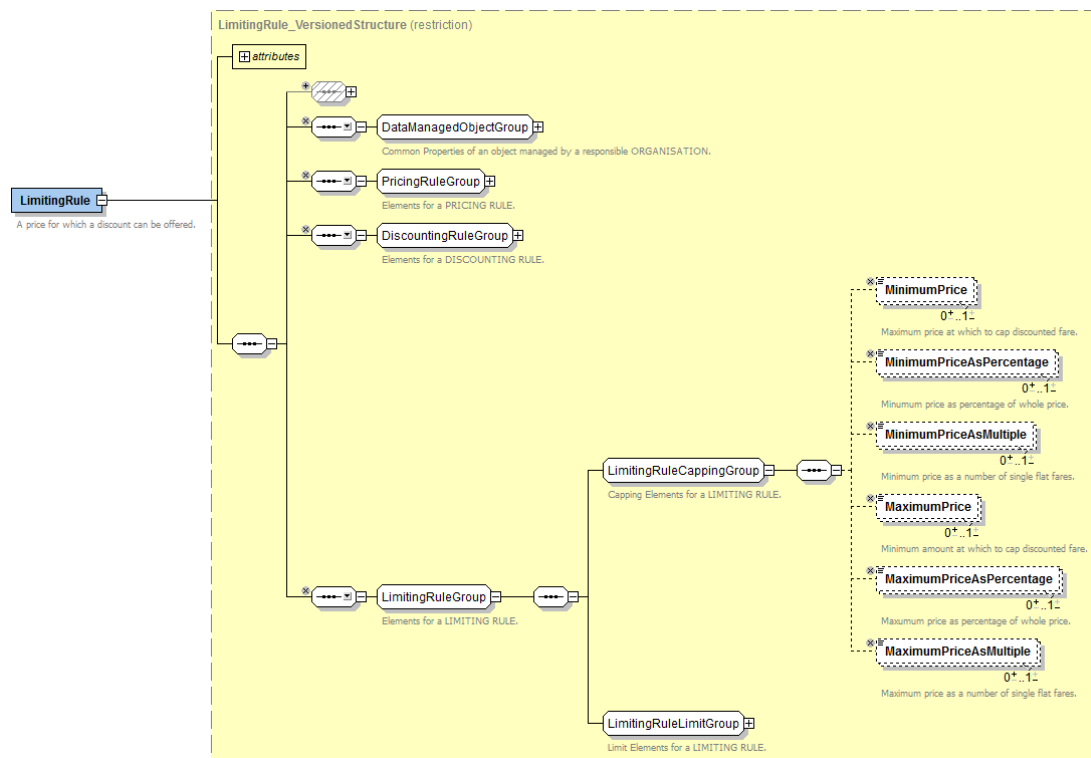 LimitingRule_VersionedStructure (restriction)
attributes
DataManagedObjectGroup
Common Properties of an object managed by a responsible ORGANISATION.
PricingRuleGroup
Elements for a PRICING RULE.
LimitingRule
A price for which a discount can be offered.
DiscountingRuleGroup
Elements for a DISCOUNTING RULE.
MinimumPrice
0..1
Maximum price at which to cap discounted fare.
MinimumPriceAsPercentage
0..1
Minumum price as percentage of whole price.
MinimumPriceAsMultiple
0..1
Minimum price as a number of single flat fares.
LimitingRuleCappingGroup
Capping Elements for a LIMITING RULE.
MaximumPrice
0..1
Minimum amount at which to cap discounted fare.
MaximumPriceAsPercentage
0..1
Maxumum price as percentage of whole price.
LimitingRuleGroup
Elements for a LIMITING RULE.
MaximumPriceAsMultiple
0..1
Maximum price as a number of single flat fares.
LimitingRuleLimitGroup
Limit Elements for a LIMITING RULE.